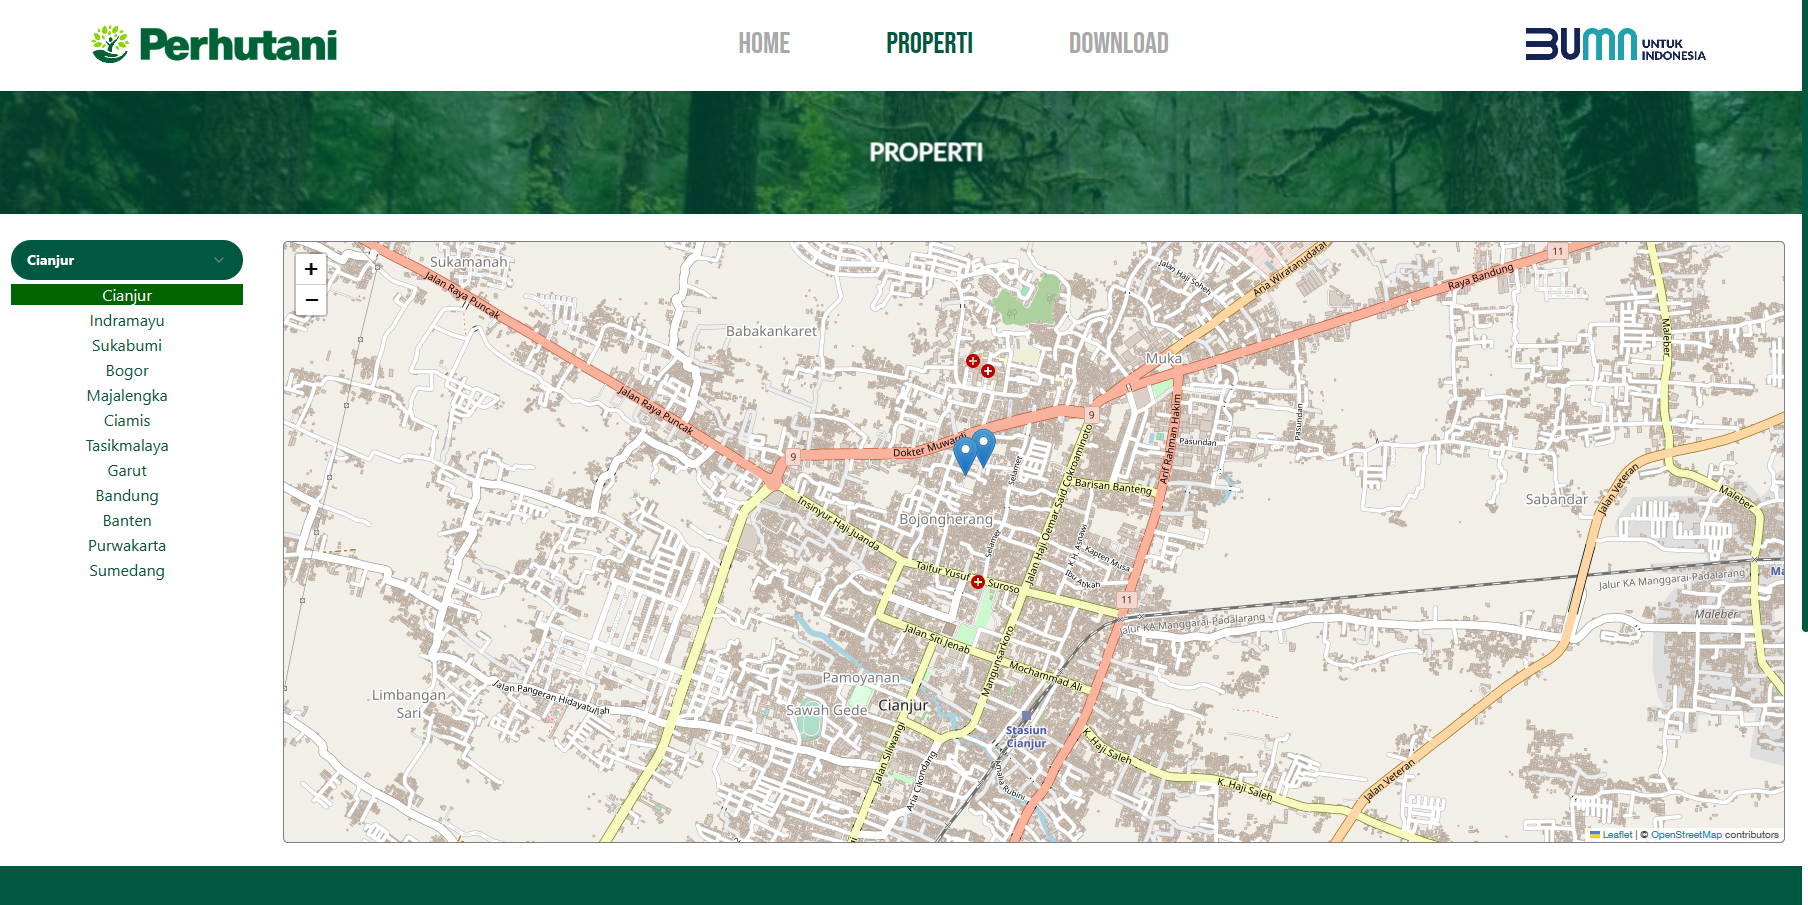 Perhutani
HOME
PROPERTI
DOWNLOAD
BUMN UNTUK
INDONESIA
PROPERTI
Cianjur
Cianjur
Indramayu
Sukabumi
Bogor
Majalengka
Ciamis
Tasikmalaya
Garut
Bandung
Banten
Purwakarta
Sumedang
+
−
Sukamanah
Jalan Raya Puncak
Babakankaret
Jalan Haji Soheh
Aria Wiratanudatar
Raya Bandung
11
Maleber
Muka
Jalan Raya Puncak
9
9
Dokter Muwardi
Selamet
Jalan Haji Oemar Said Cokroaminoto
Arif Rahman Hakim
Pasundan
Pasundan
Barisan Banteng
Sabandar
Jalan Veteran
Maleber
Insinyur Haji Juanda
Bojongherang
Selamet
K.H. Asnawi
Kapten Musa
Ibu Atikah
Taifur Yusuf
Suroso
11
Jalur KA Manggarai-Padalarang
Jalur KA Manggarai-Padalarang
Ma
Maleber
Jalan Siti Jenab
Mangunsarkoro
Mochammad Ali
Pamoyanan
Limbangan
Sari
Jalan Pangeran Hidayatullah
Sawah Gede
Cianjur
Stasiun
Cianjur
Jalan Siliwangi
Aria Cikondang
Amalia
Rubini
K. Haji Saleh
K. Haji Saleh
Jalan Veteran
Leaflet | © OpenStreetMap contributors